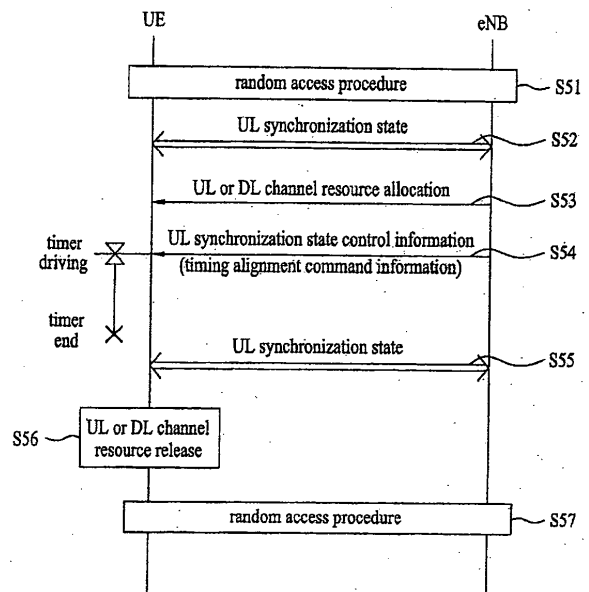 UE
eNB
random access procedure
S51
UL synchronization state
S52
UL or DL channel resource allocation
S53
timer
driving
UL synchronization state control information
(timing alignment command information)
S54
timer
end
UL synchronization state
S55
S56
UL or DL channel
resource release
random access procedure
S57